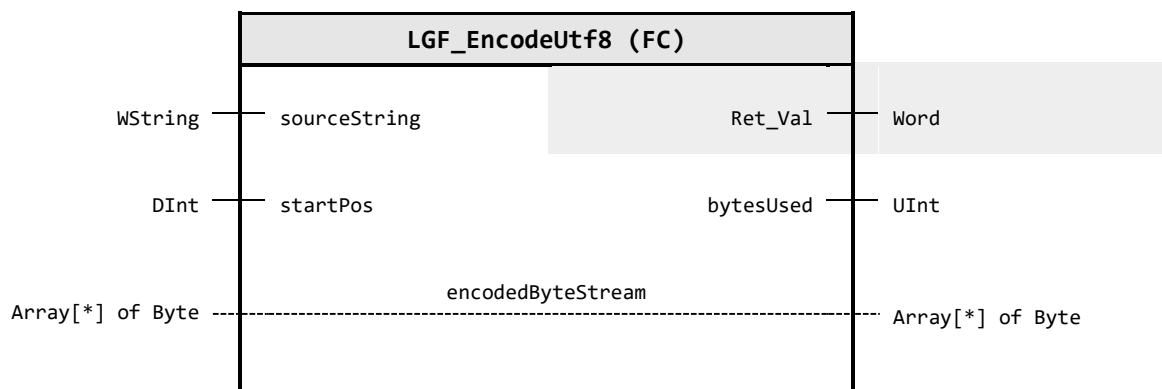 LGF_EncodeUtf8 (FC)
WString sourceString Ret_Val Word
DInt startPos bytesUsed UInt
encodedByteStream
Array[*] of Byte Array[*] of Byte